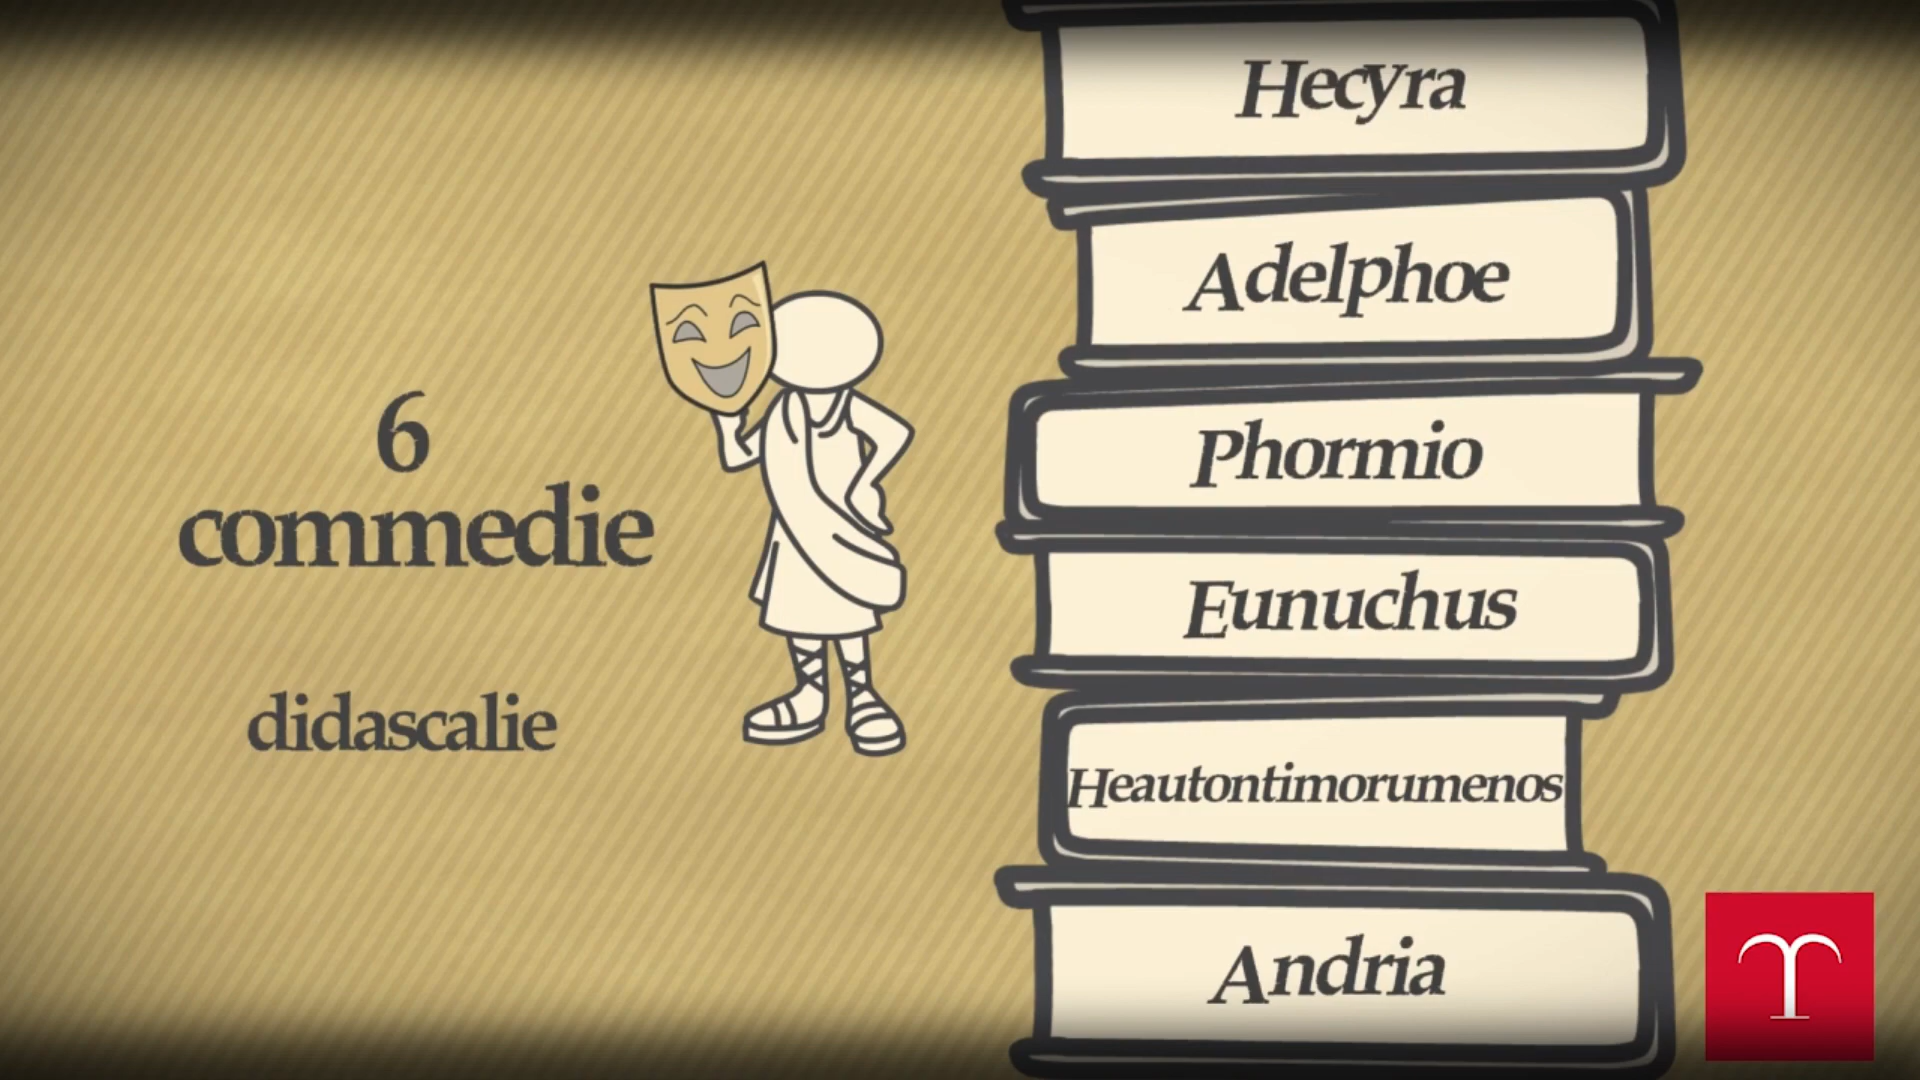 6
commedie
didascalie
Hecyra
Adelphoe
Phormio
Eunuchus
Heautontimorumenos
Andria